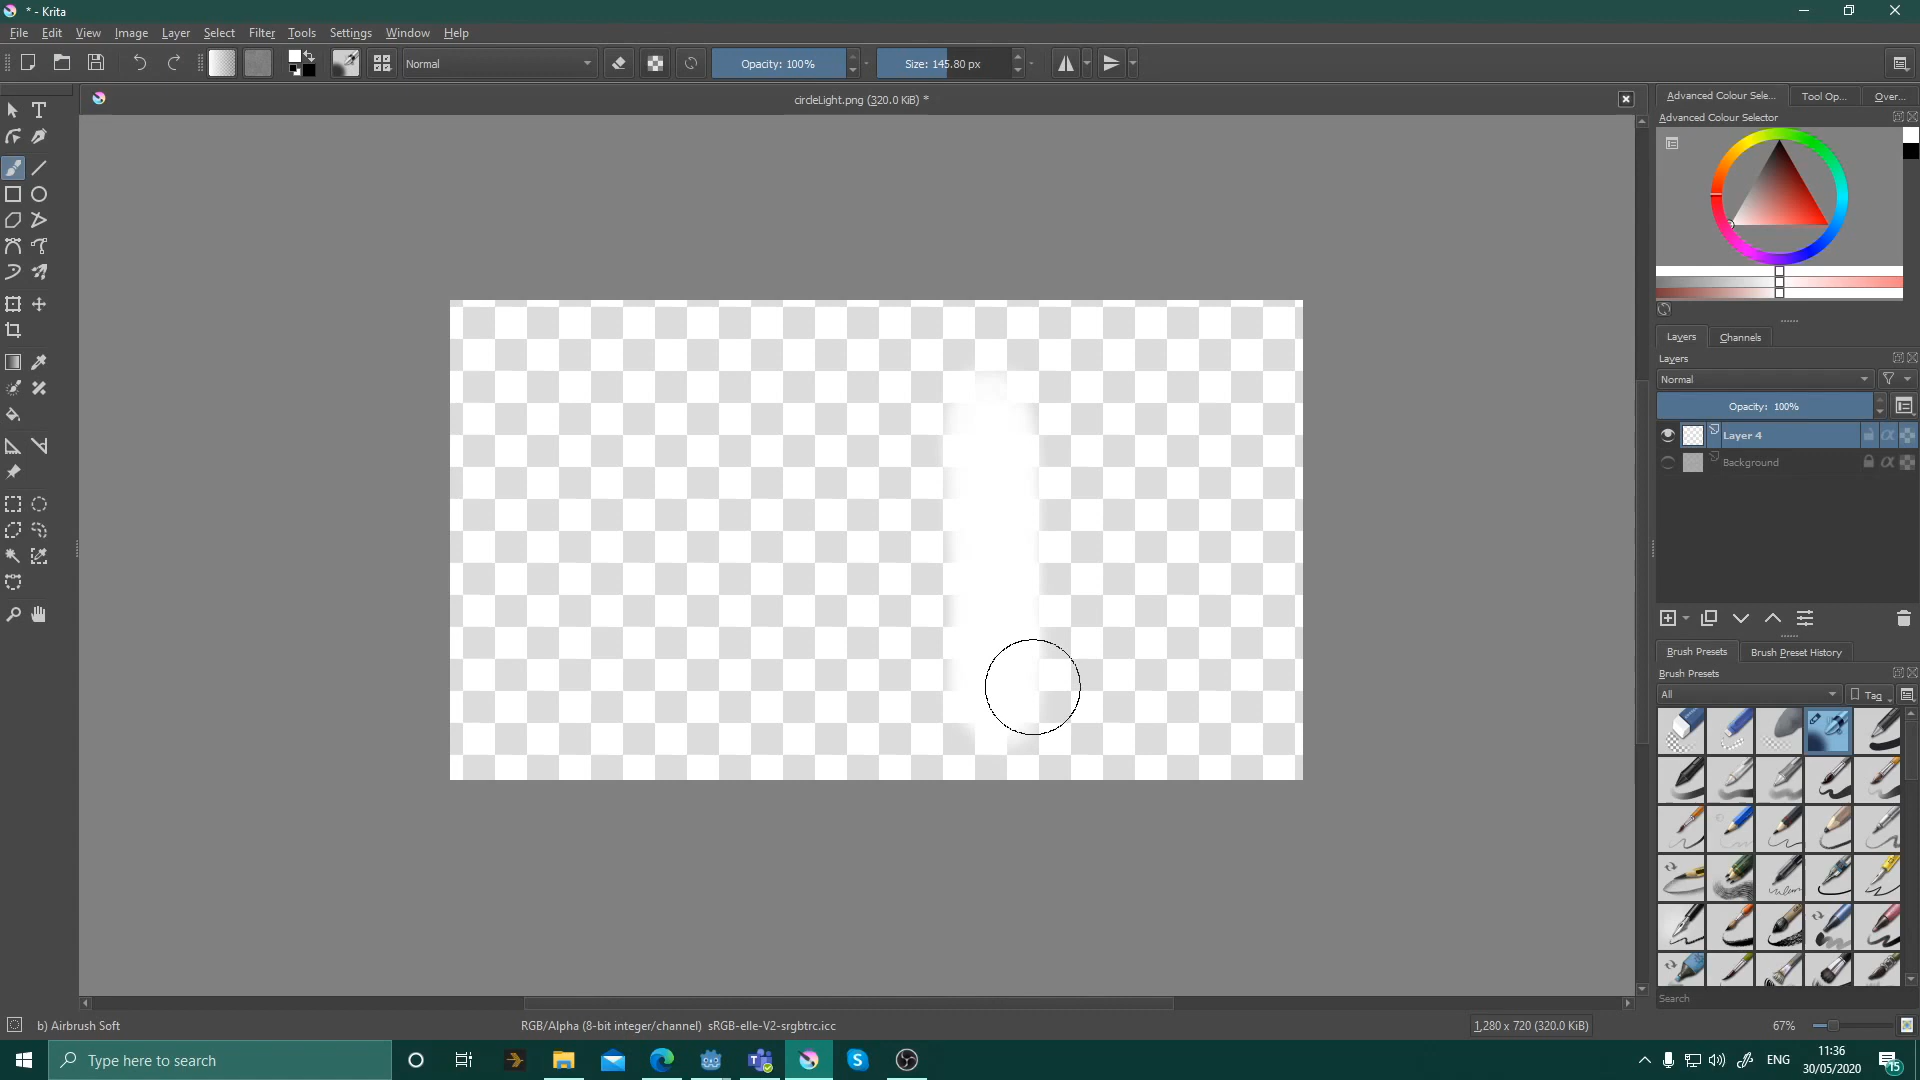 * - Krita
File Edit View Image Layer Select Filter Tools Settings Window Help
Normal
Opacity: 100%
Size: 145.80 px
circleLight.png (320.0 KiB) *
Advanced Colour Sele... Tool Op... Over...
Advanced Colour Selector
Layers Channels
Layers
Normal
Opacity: 100%
Layer 4
Background
Brush Presets Brush Preset History
Brush Presets
All Tag
Search
b) Airbrush Soft
RGB/Alpha (8-bit integer/channel) sRGB-elle-V2-srgbtrc.icc
1,280 x 720 (320.0 KiB)
67%
Type here to search
ENG
11:36
30/05/2020
15